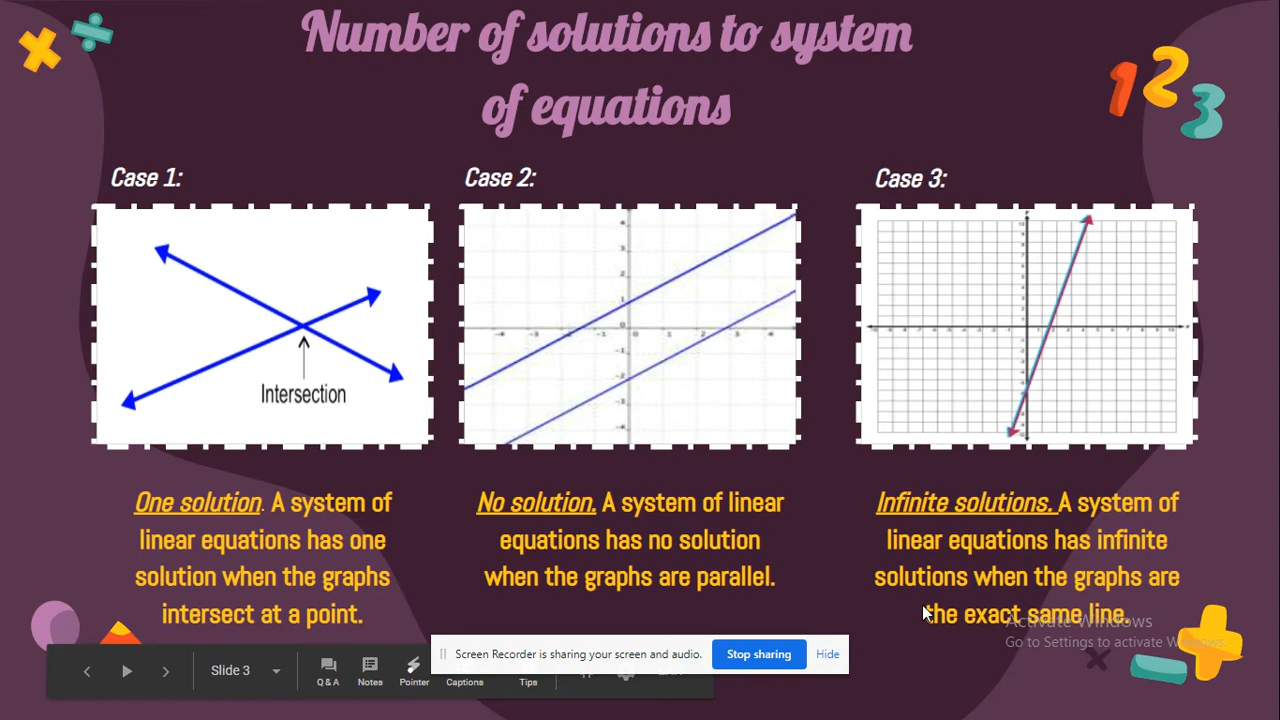 Number of solutions to system
of equations
1 2 3
Case 1:
Case 2:
Case 3:
Intersection
One solution. A system of
linear equations has one
solution when the graphs
intersect at a point.
No solution. A system of linear
equations has no solution
when the graphs are parallel.
Infinite solutions. A system of
linear equations has infinite
solutions when the graphs are
the exact same line.
Activate Windows
Go to Settings to activate Windows.
Screen Recorder is sharing your screen and audio.
Stop sharing
Hide
Slide 3
Q & A
Notes
Pointer
Captions
Tips